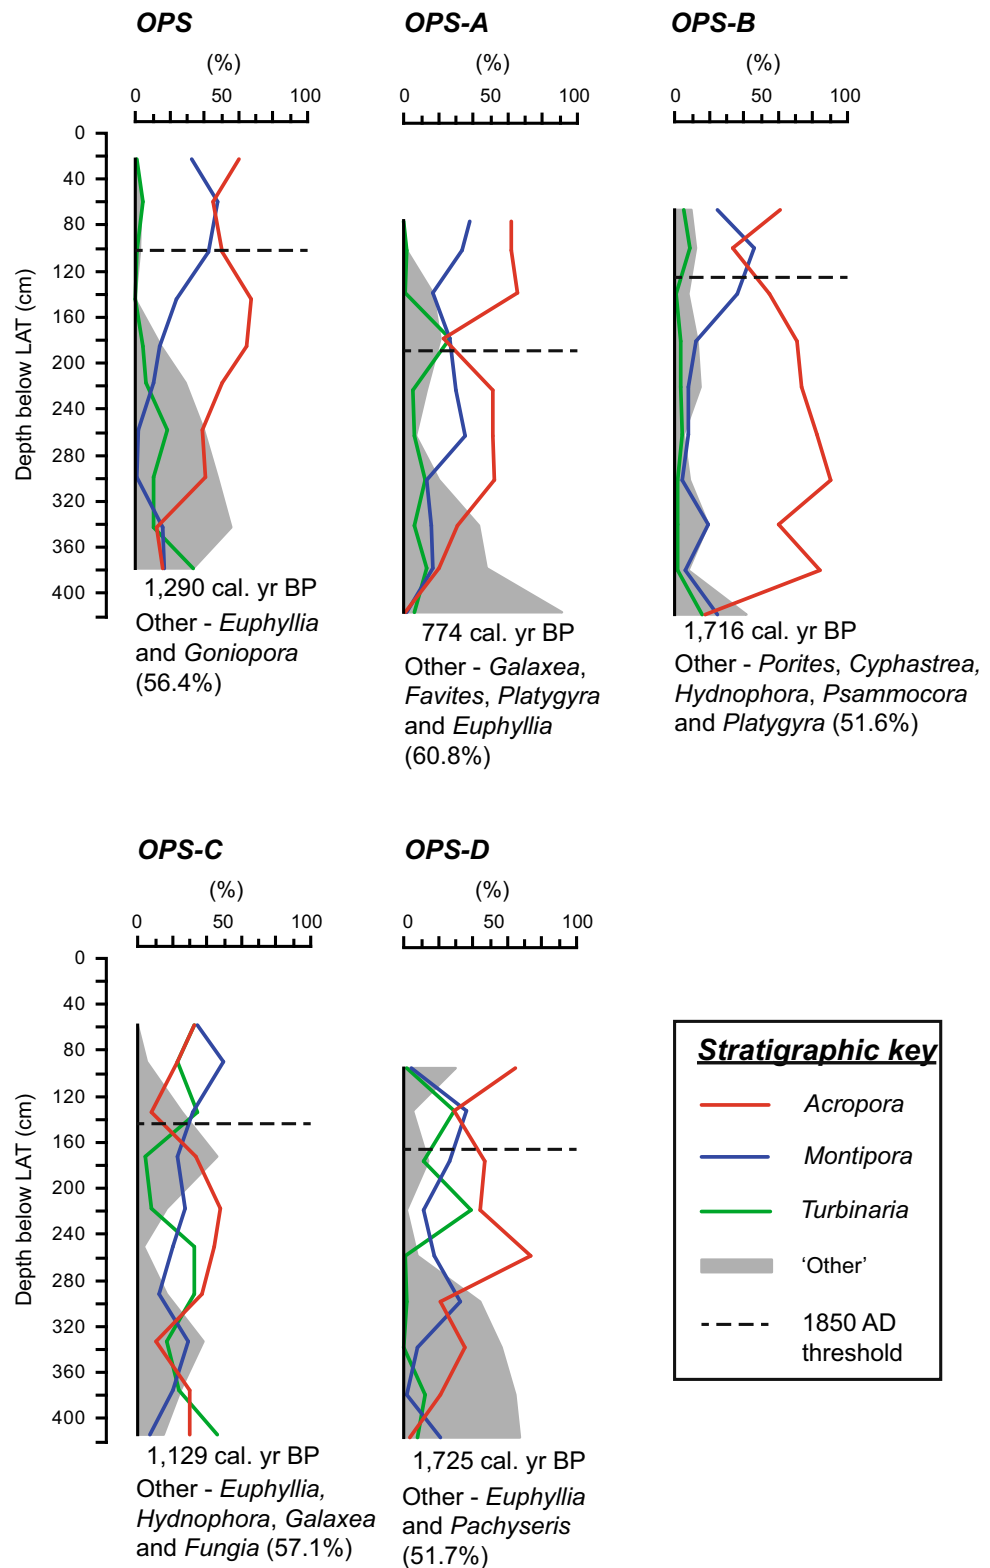 OPS
OPS-A
OPS-B
(%)
(%)
(%)
0 50 100
0 50 100
0 50 100
Depth below LAT (cm)
0
40
80
120
160
200
240
280
320
360
400
1,290 cal. yr BP
Other - Euphyllia
and Goniopora
(56.4%)
774 cal. yr BP
Other - Galaxea,
Favites, Platygyra
and Euphyllia
(60.8%)
1,716 cal. yr BP
Other - Porites, Cyphastrea,
Hydnophora, Psammocora
and Platygyra (51.6%)
OPS-C
OPS-D
(%)
(%)
0 50 100
0 50 100
Depth below LAT (cm)
0
40
80
120
160
200
240
280
320
360
400
1,129 cal. yr BP
Other - Euphyllia,
Hydnophora, Galaxea
and Fungia (57.1%)
1,725 cal. yr BP
Other - Euphyllia
and Pachyseris
(51.7%)
Stratigraphic key
Acropora
Montipora
Turbinaria
‘Other’
1850 AD
threshold